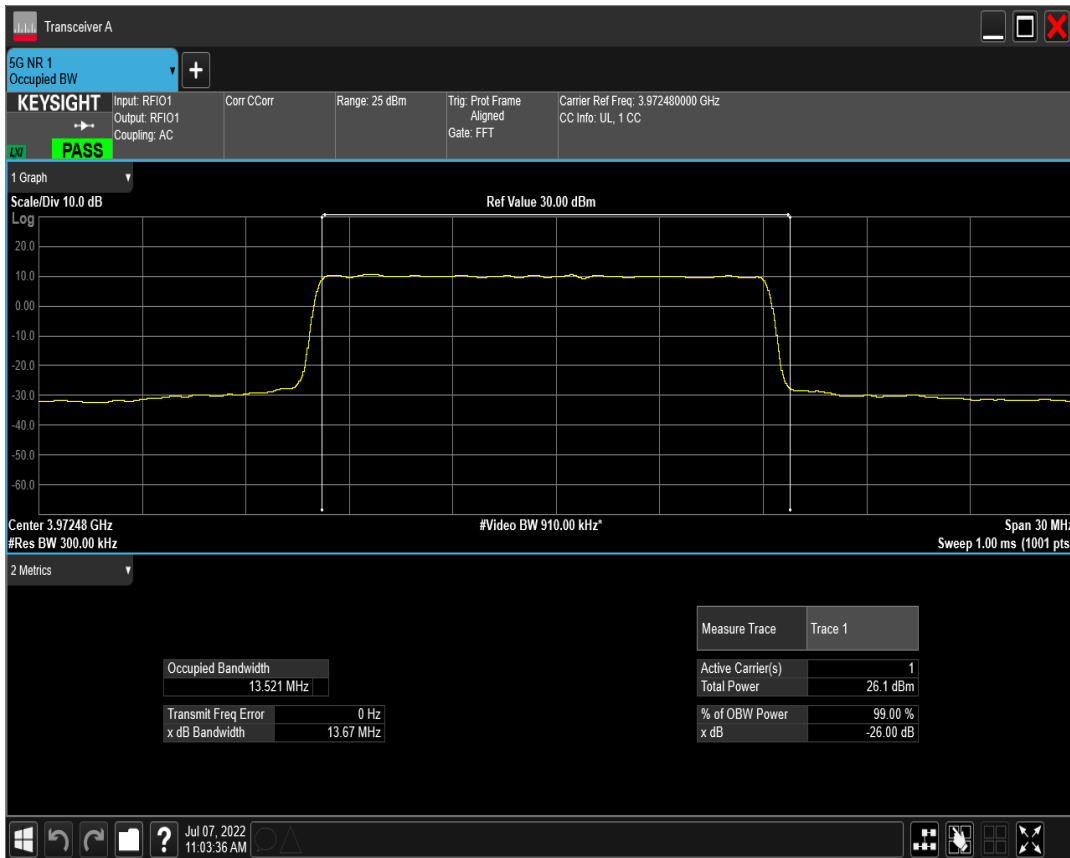 Transceiver A
5G NR 1
Occupied BW
+
KEYSIGHT
LXI
PASS
Input: RFIO1
Output: RFIO1
Coupling: AC
Corr CCorr
Range: 25 dBm
Trig: Prot Frame
Aligned
Gate: FFT
Carrier Ref Freq: 3.972480000 GHz
CC Info: UL, 1 CC
1 Graph
Scale/Div 10.0 dB
Ref Value 30.00 dBm
Log
20.0
10.0
0.00
-10.0
-20.0
-30.0
-40.0
-50.0
-60.0
Center 3.97248 GHz
#Video BW 910.00 kHz*
Span 30 MHz
#Res BW 300.00 kHz
Sweep 1.00 ms (1001 pts
2 Metrics
Measure Trace Trace 1
Occupied Bandwidth
13.521 MHz
Active Carrier(s) 1
Total Power 26.1 dBm
Transmit Freq Error 0 Hz
x dB Bandwidth 13.67 MHz
% of OBW Power 99.00 %
x dB -26.00 dB
?
Jul 07, 2022
11:03:36 AM